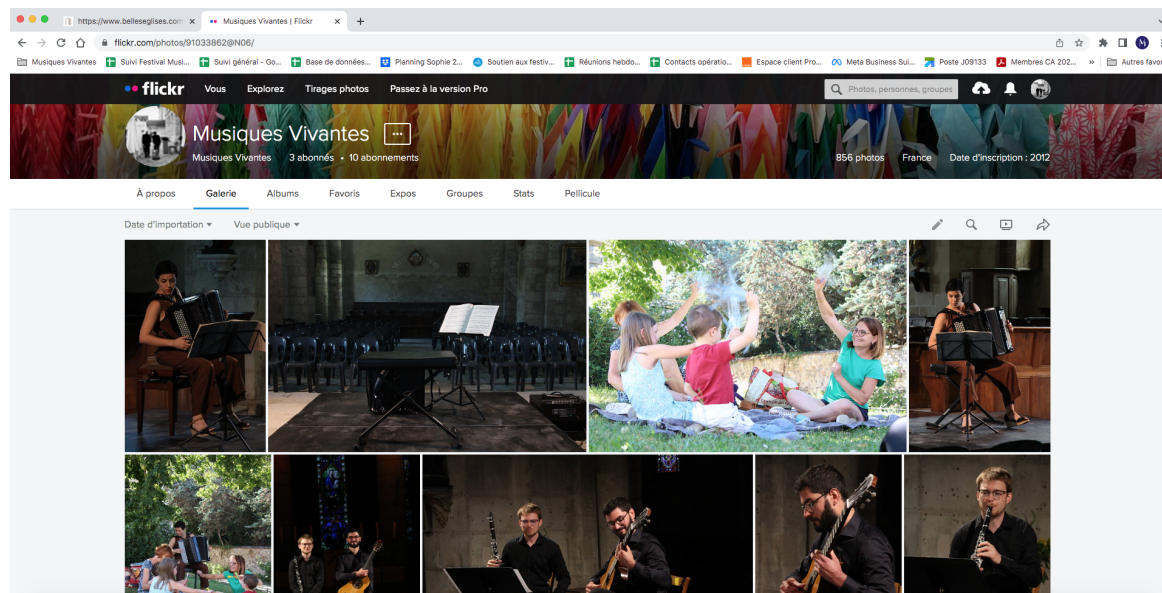 https://www.belleseglises.com
Musiques Vivantes | Flickr
flickr.com/photos/91033862@N06/
Musiques Vivantes
Suivi Festival Musi...
Suivi général - Go...
Base de données...
Planning Sophie 2...
Soutien aux festiv...
Réunions hebdo...
Contacts opératio...
Espace client Pro...
Meta Business Sui...
Poste J09133
Membres CA 202...
»
Autres favor
flickr
Vous
Explorez
Tirages photos
Passez à la version Pro
Photos, personnes, groupes
Musiques Vivantes
Musiques Vivantes
3 abonnés • 10 abonnements
856 photos
France
Date d'inscription : 2012
À propos
Galerie
Albums
Favoris
Expos
Groupes
Stats
Pellicule
Date d'importation
Vue publique